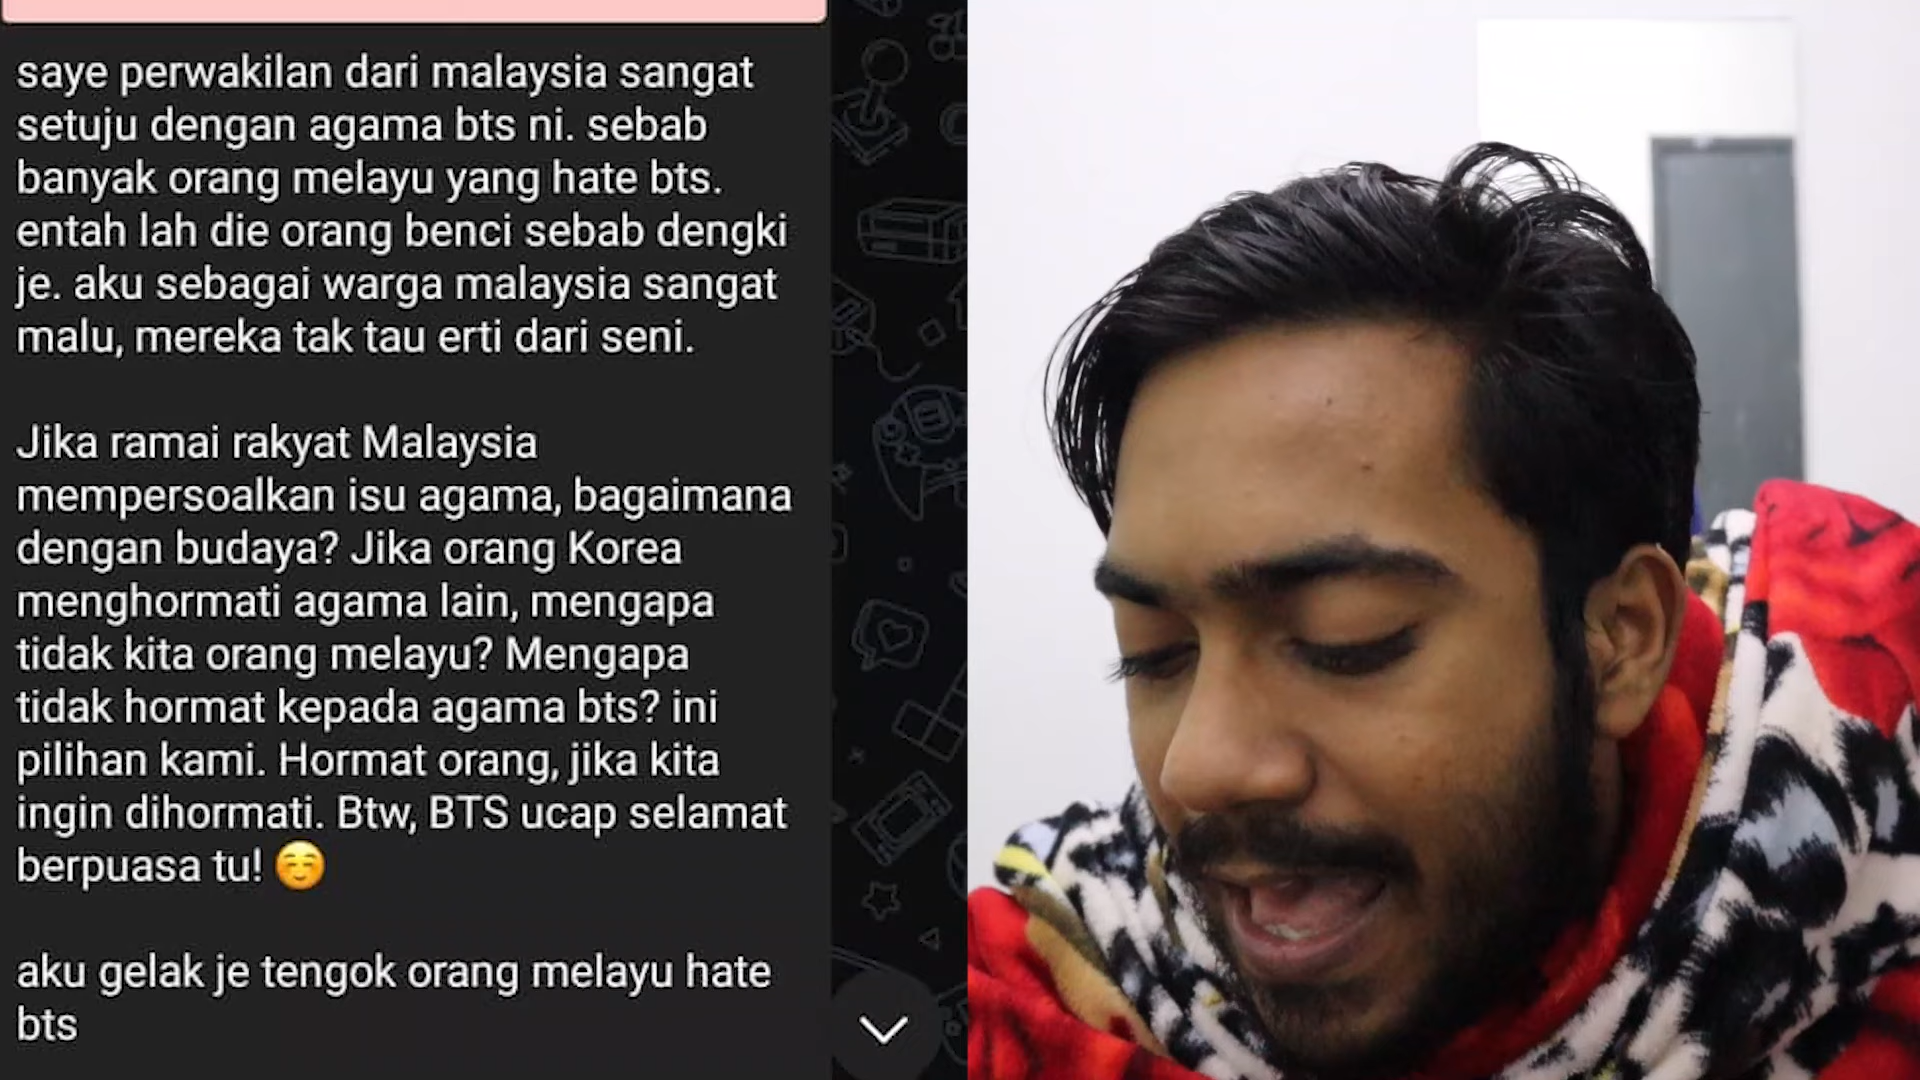 saye perwakilan dari malaysia sangat
setuju dengan agama bts ni. sebab
banyak orang melayu yang hate bts.
entah lah die orang benci sebab dengki
je. aku sebagai warga malaysia sangat
malu, mereka tak tau erti dari seni.
Jika ramai rakyat Malaysia
mempersoalkan isu agama, bagaimana
dengan budaya? Jika orang Korea
menghormati agama lain, mengapa
tidak kita orang melayu? Mengapa
tidak hormat kepada agama bts? ini
pilihan kami. Hormat orang, jika kita
ingin dihormati. Btw, BTS ucap selamat
berpuasa tu! ☺️
aku gelak je tengok orang melayu hate
bts